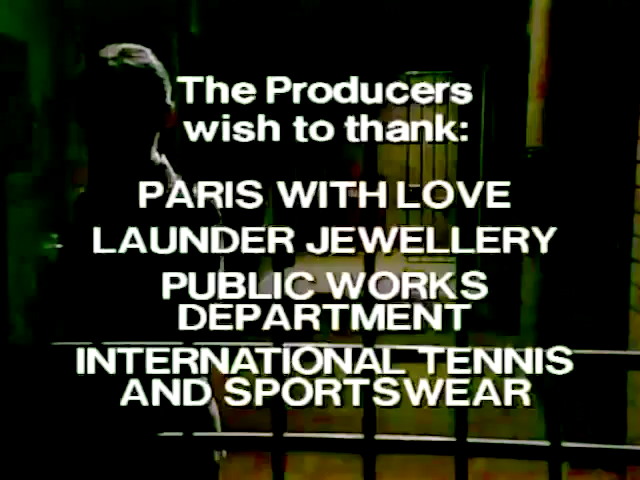 The Producers
wish to thank:
PARIS WITH LOVE
LAUNDER JEWELLERY
PUBLIC WORKS
DEPARTMENT
INTERNATIONAL TENNIS
AND SPORTSWEAR